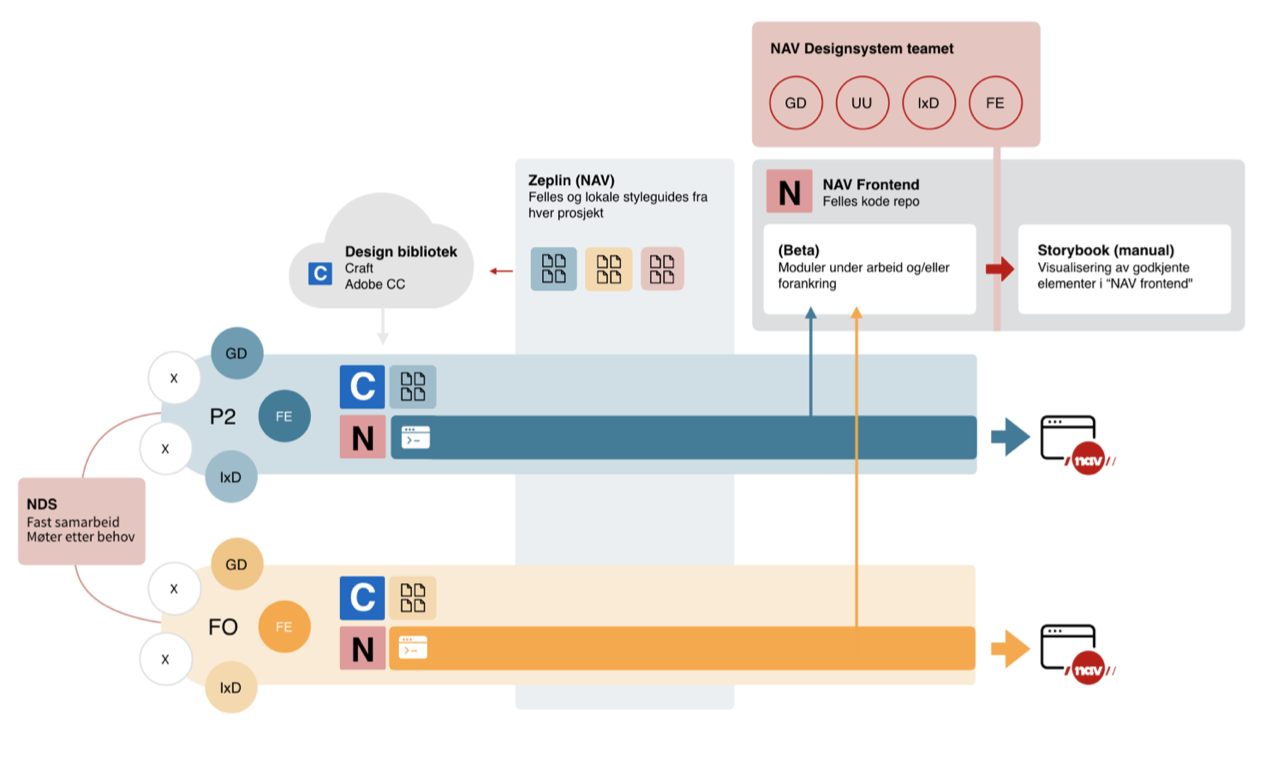 NAV Designsystem teamet
GD
UU
IxD
FE
Zeplin (NAV)
Felles og lokale styleguides fra
hver prosjekt
N
NAV Frontend
Felles kode repo
Design bibliotek
C
Craft
Adobe CC
(Beta)
Moduler under arbeid og/eller
forankring
Storybook (manual)
Visualisering av godkjente
elementer i “NAV frontend”
GD
X
P2
FE
X
IxD
C
N
nav
NDS
Fast samarbeid
Møter etter behov
GD
X
FO
FE
X
IxD
C
N
nav